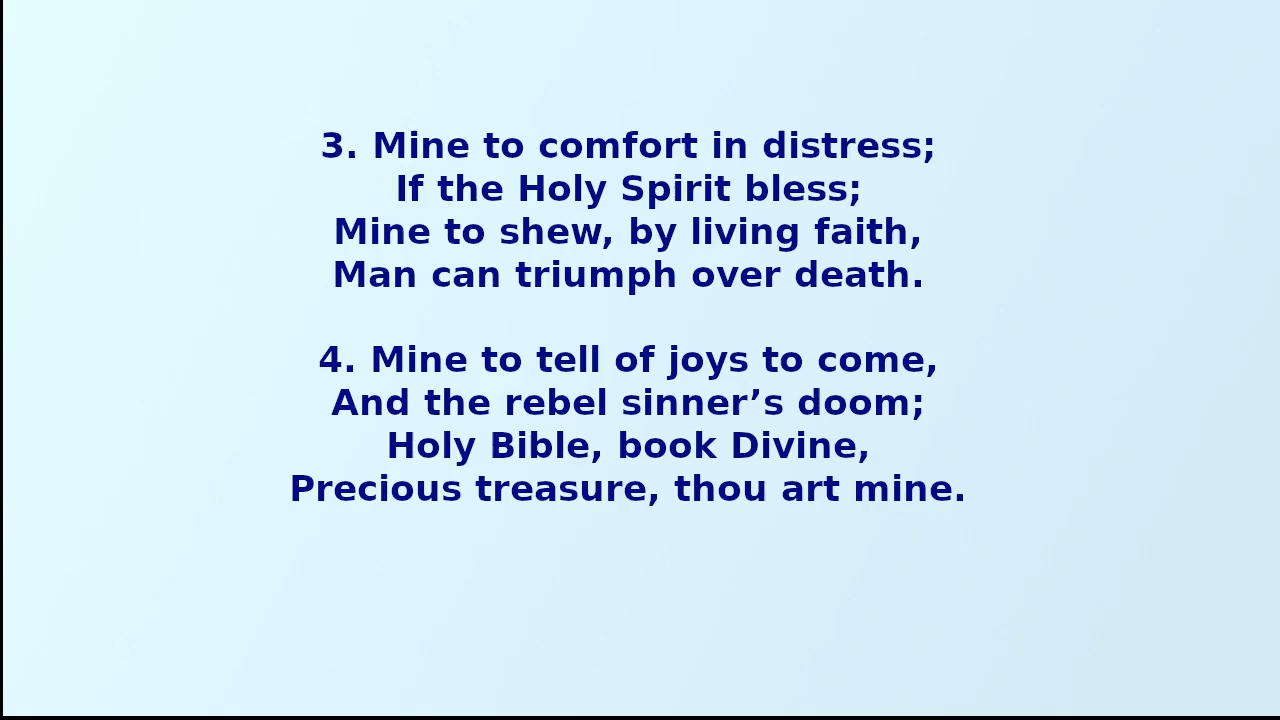 3. Mine to comfort in distress;
If the Holy Spirit bless;
Mine to shew, by living faith,
Man can triumph over death.
4. Mine to tell of joys to come,
And the rebel sinner’s doom;
Holy Bible, book Divine,
Precious treasure, thou art mine.